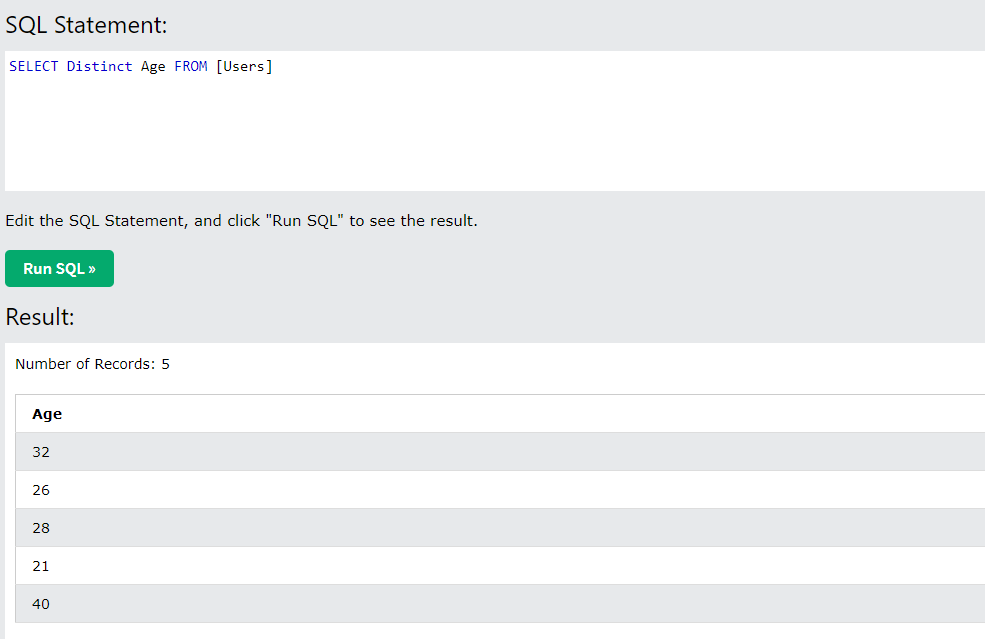 SQL Statement:
SELECT Distinct Age FROM [Users]
Edit the SQL Statement, and click "Run SQL" to see the result.
Run SQL »
Result:
Number of Records: 5
Age
32
26
28
21
40